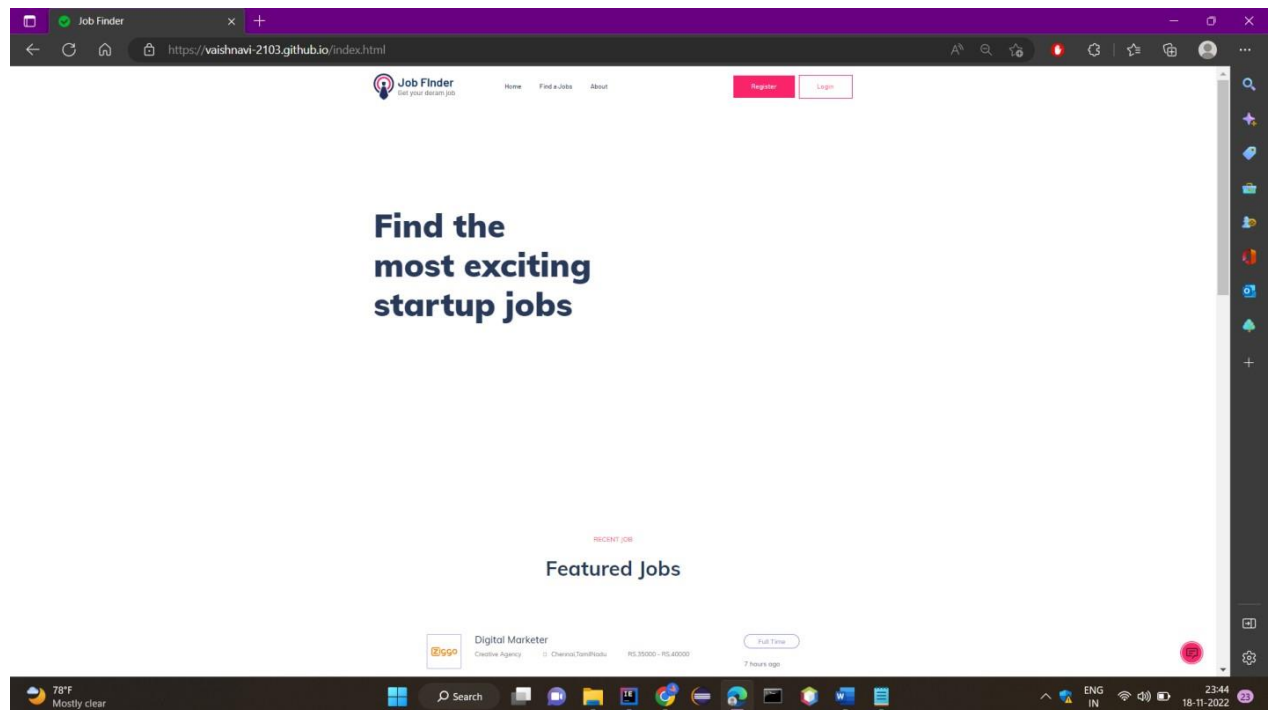 Job Finder
https://vaishnavi-2103.github.io/index.html
Job Finder
Get your deram job
Home Find a Jobs About
Register Login
Find the
most exciting
startup jobs
RECENT JOB
Featured Jobs
Ziggo
Digital Marketer
Creative Agency Chennai,TamilNadu RS.35000 - RS.40000
Full Time
7 hours ago
78°F
Mostly clear
Search
ENG
IN
23:44
18-11-2022
23